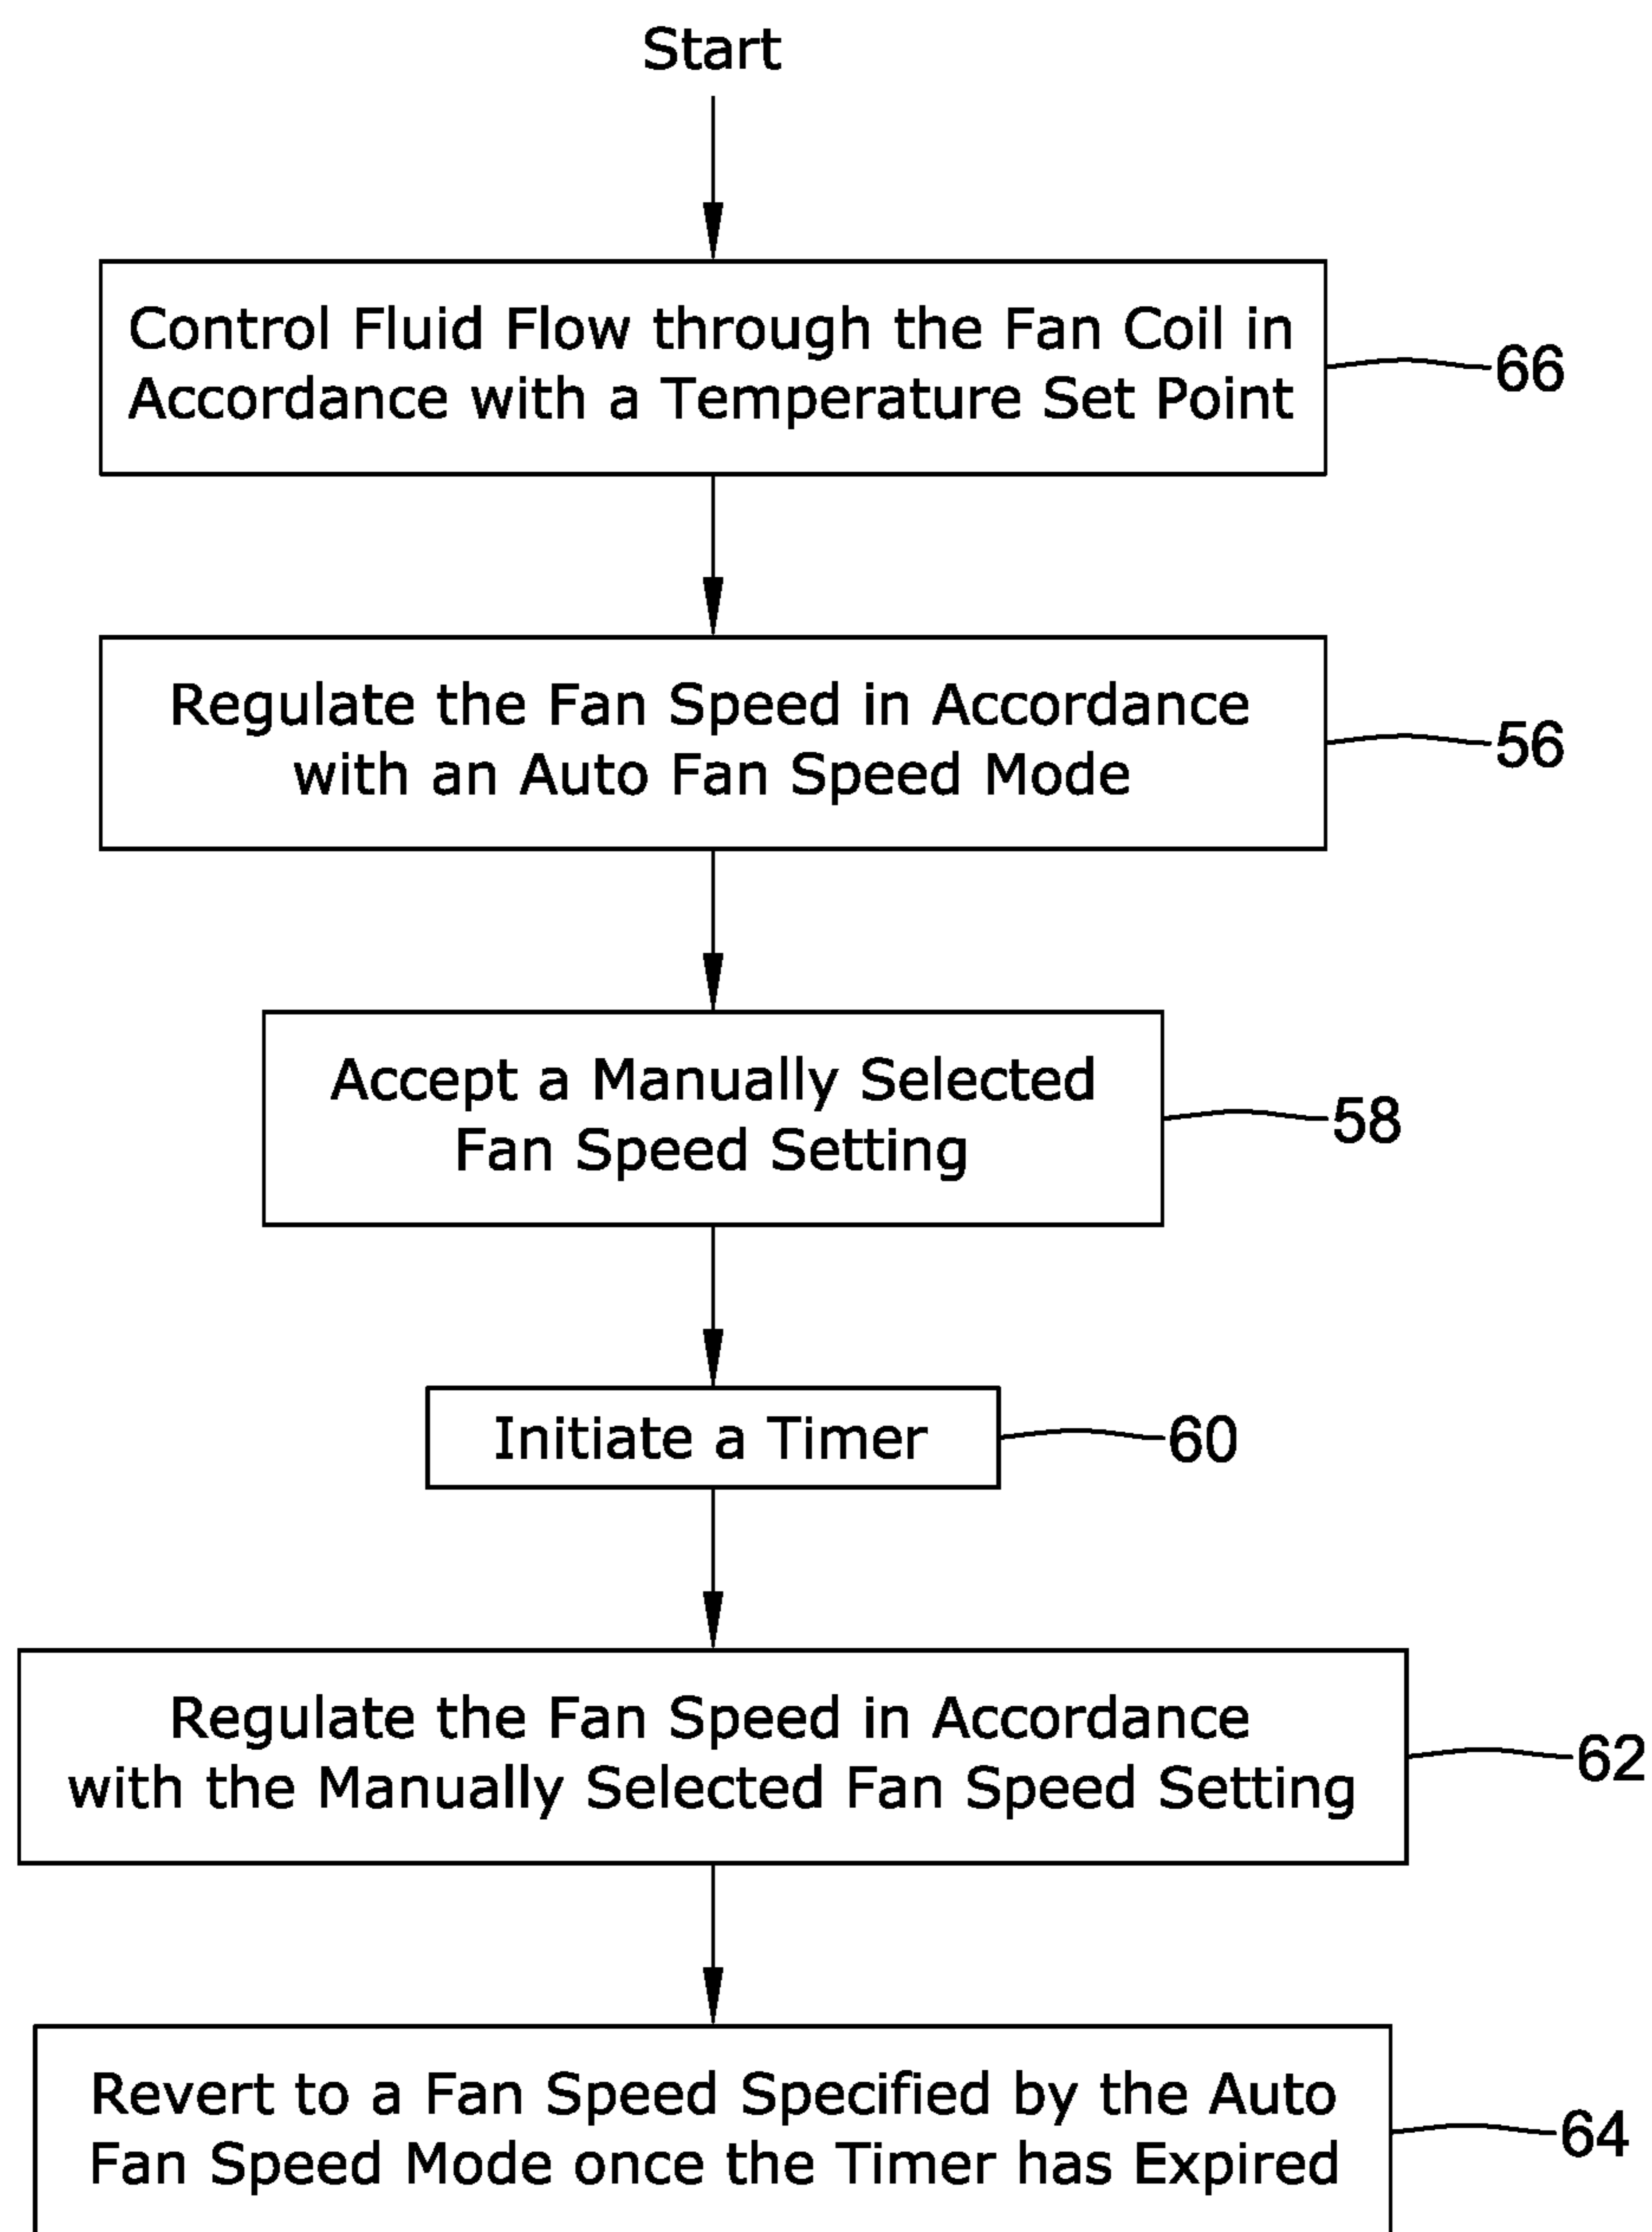 Start
Control Fluid Flow through the Fan Coil in
Accordance with a Temperature Set Point
66
Regulate the Fan Speed in Accordance
with an Auto Fan Speed Mode
56
Accept a Manually Selected
Fan Speed Setting
58
Initiate a Timer
60
Regulate the Fan Speed in Accordance
with the Manually Selected Fan Speed Setting
62
Revert to a Fan Speed Specified by the Auto
Fan Speed Mode once the Timer has Expired
64